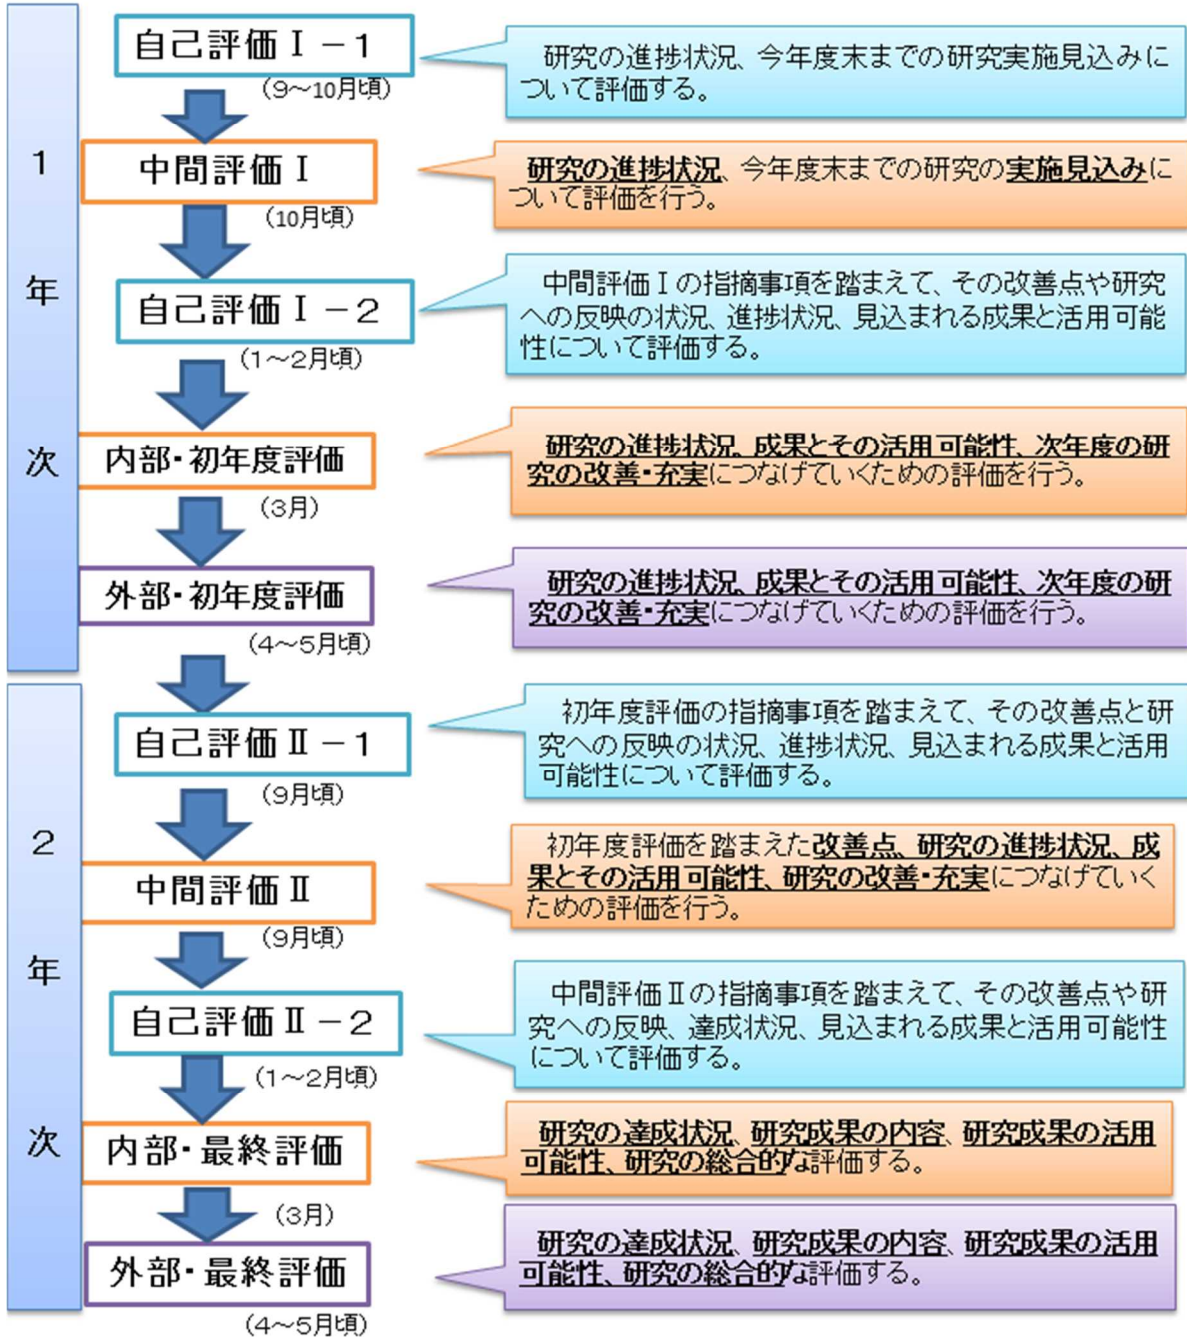 1
年
次
自己評価Ⅰ－1
(9～10月頃)
研究の進捗状況、今年度末までの研究実施見込みに
ついて評価する。
中間評価Ⅰ
(10月頃)
研究の進捗状況、今年度末までの研究の実施見込みに
ついて評価を行う。
自己評価Ⅰ－2
(1～2月頃)
中間評価Ⅰの指摘事項を踏まえて、その改善点や研究
への反映の状況、進捗状況、見込まれる成果と活用可能
性について評価する。
内部・初年度評価
(3月)
研究の進捗状況、成果とその活用可能性、次年度の研
究の改善・充実につなげていくための評価を行う。
外部・初年度評価
(4～5月頃)
研究の進捗状況、成果とその活用可能性、次年度の研
究の改善・充実につなげていくための評価を行う。
2
年
次
自己評価Ⅱ－1
(9月頃)
初年度評価の指摘事項を踏まえて、その改善点と研
究への反映の状況、進捗状況、見込まれる成果と活用
可能性について評価する。
中間評価Ⅱ
(9月頃)
初年度評価を踏まえた改善点、研究の進捗状況、成
果とその活用可能性、研究の改善・充実につなげていく
ための評価を行う。
自己評価Ⅱ－2
(1～2月頃)
中間評価Ⅱの指摘事項を踏まえて、その改善点や研
究への反映、達成状況、見込まれる成果と活用可能性
について評価する。
内部・最終評価
(3月)
研究の達成状況、研究成果の内容、研究成果の活用
可能性、研究の総合的な評価する。
外部・最終評価
(4～5月頃)
研究の達成状況、研究成果の内容、研究成果の活用
可能性、研究の総合的な評価する。